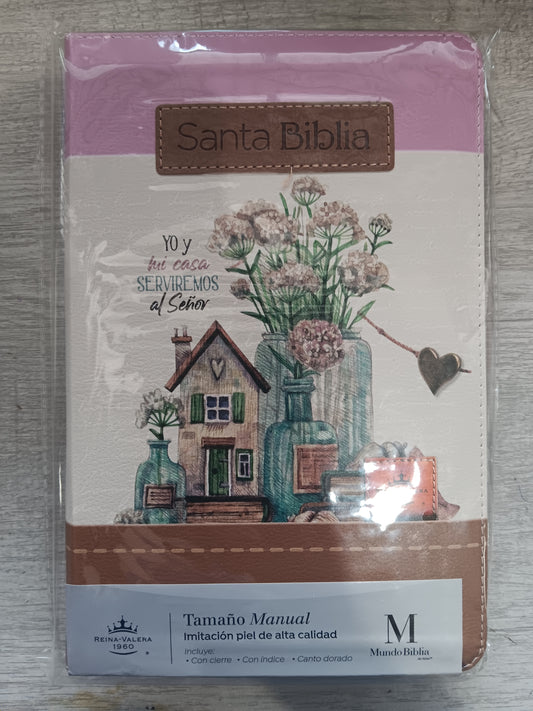 Santa Biblia
YO y
mi casa
SERVIREMOS
al Señor
REINA-VALERA
1960
Tamaño Manual
Imitación piel de alta calidad
Incluye:
• Con cierre • Con índice • Canto dorado
M
Mundo Biblia